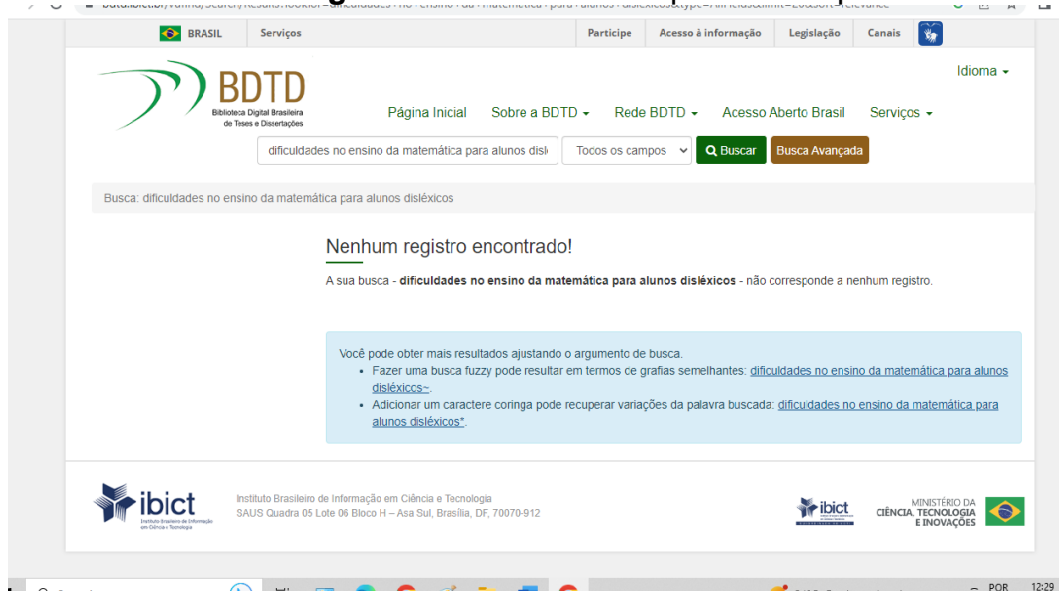 BRASIL Serviços Participe Acesso à informação Legislação Canais
Idioma
BDTD
Biblioteca Digital Brasileira
de Teses e Dissertações
Página Inicial Sobre a BDTD Rede BDTD Acesso Aberto Brasil Serviços
dificuldades no ensino da matemática para alunos dislé Tocos os campos Buscar Busca Avançada
Busca: dificuldades no ensino da matemática para alunos disléxicos
Nenhum registro encontrado!
A sua busca - dificuldades no ensino da matemática para alunos disléxicos - não corresponde a nenhum registro.
Você pode obter mais resultados ajustando o argumento de busca.
• Fazer uma busca fuzzy pode resultar em termos de grafias semelhantes: dificuldades no ensino da matemática para alunos
disléxicos~.
• Adicionar um caractere coringa pode recuperar variações da palavra buscada: dificuldades no ensino da matemática para
alunos disléxicos*.
ibict
Instituto Brasileiro de Informação
em Ciência e Tecnologia
Instituto Brasileiro de Informação em Ciência e Tecnologia
SAUS Quadra 05 Lote 06 Bloco H – Asa Sul, Brasília, DF, 70070-912
ibict
MINISTÉRIO DA
CIÊNCIA, TECNOLOGIA
E INOVAÇÕES
POR 12:29